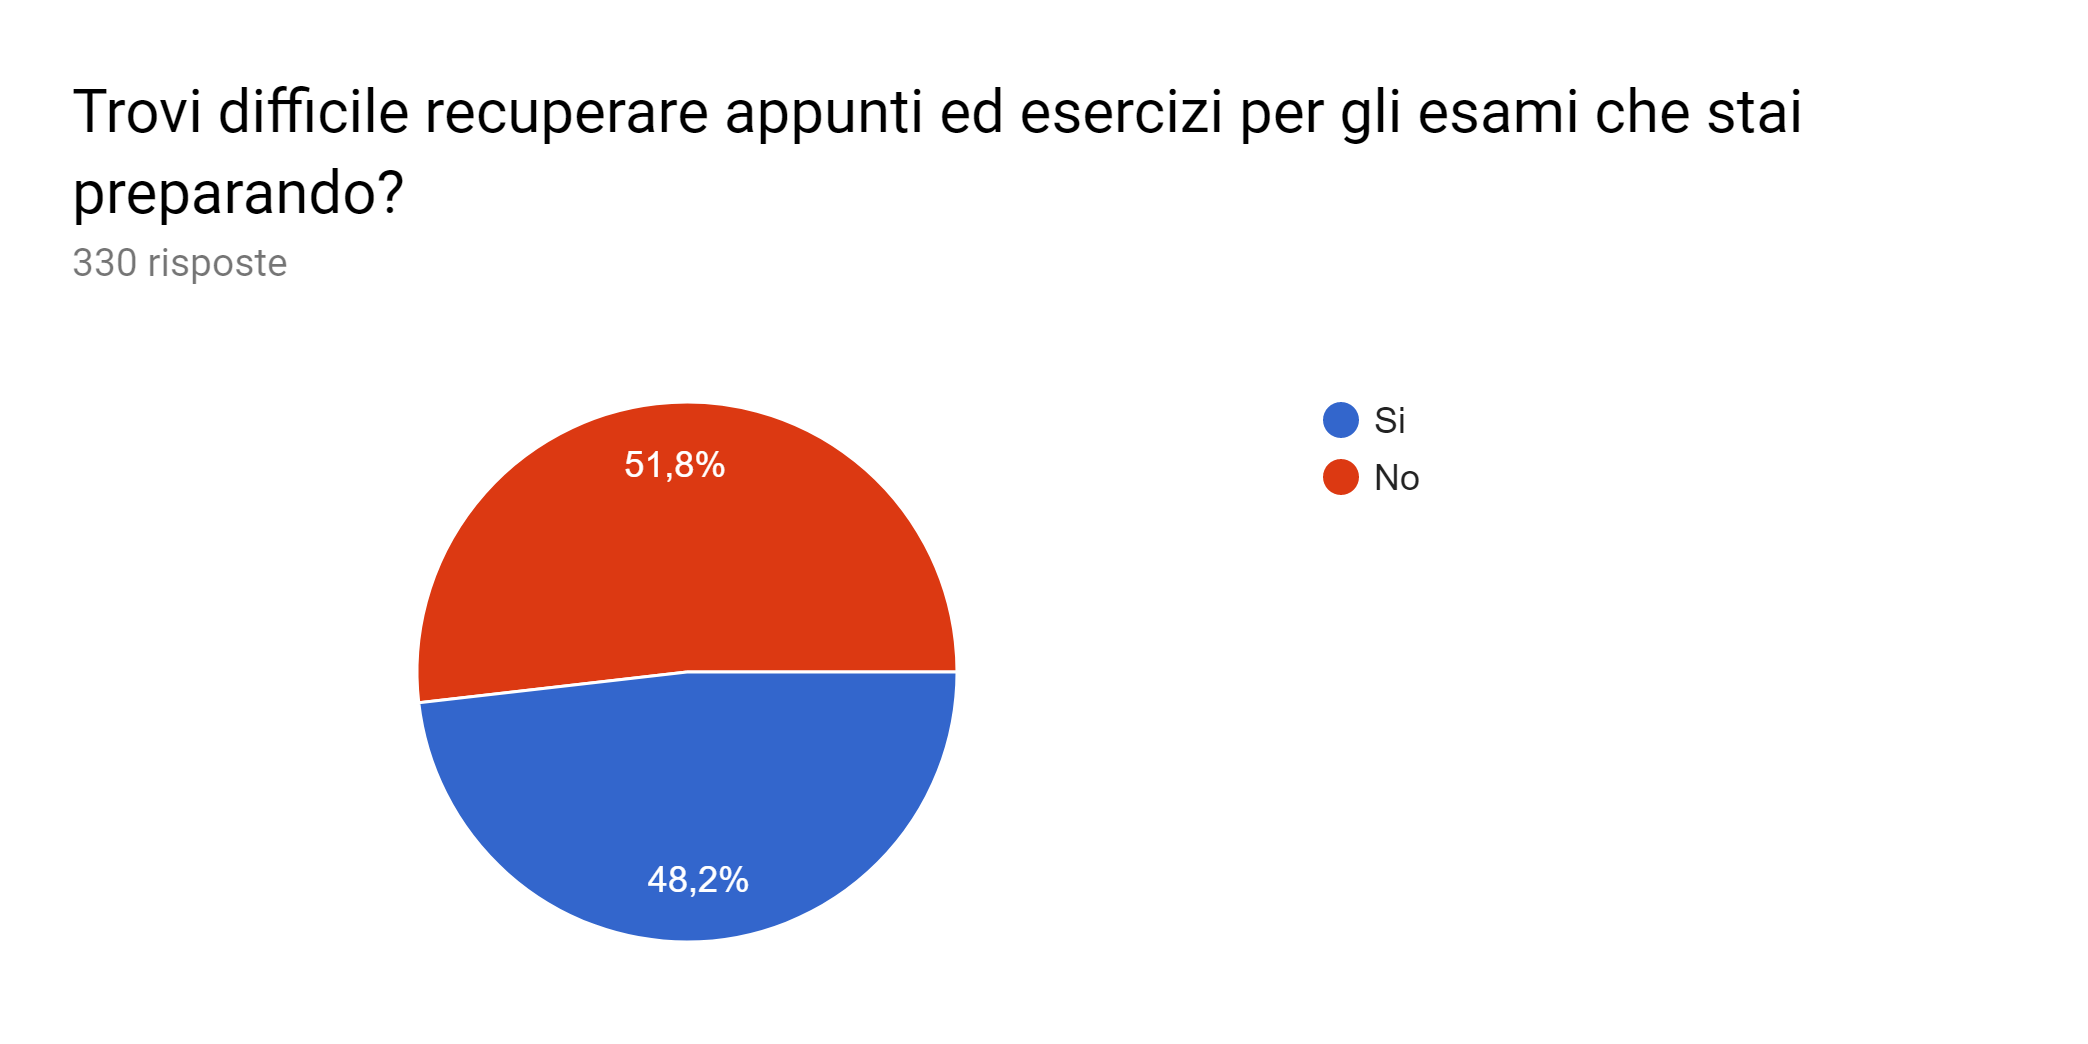 Trovi difficile recuperare appunti ed esercizi per gli esami che stai
preparando?
330 risposte
Si
No
51,8%
48,2%